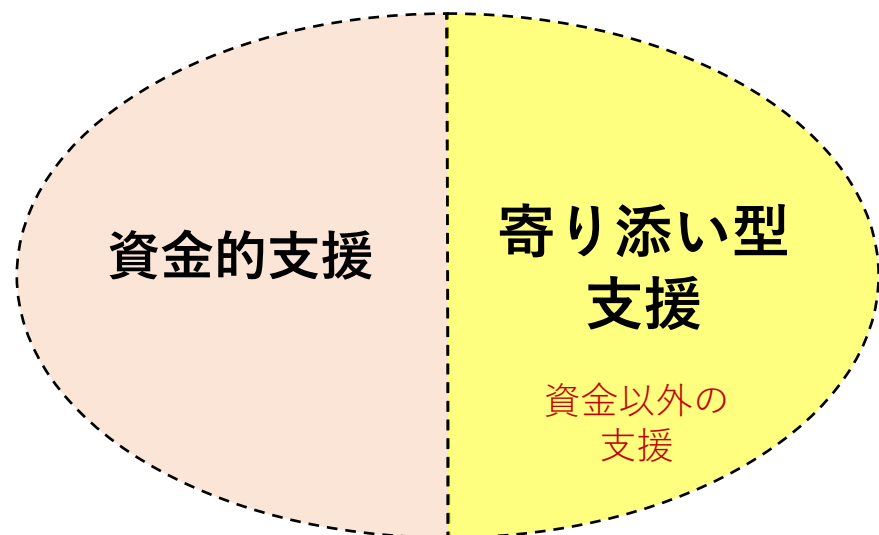 資金的支援
寄り添い型
支援
資金以外の
支援